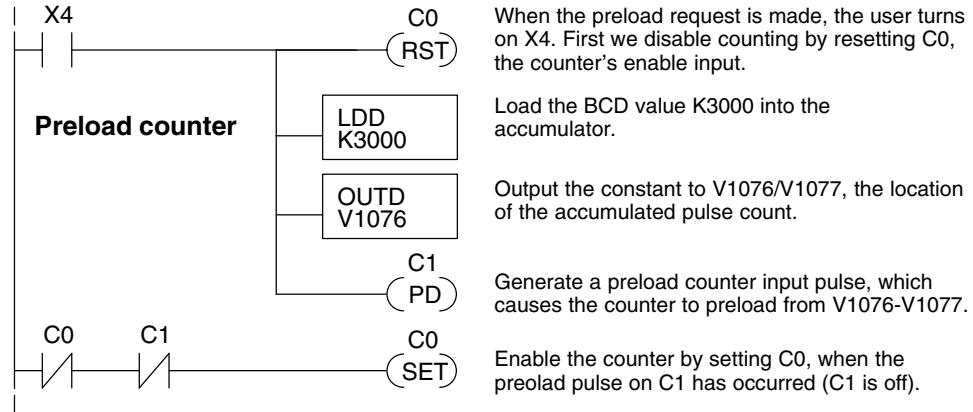 X4
C0
RST
When the preload request is made, the user turns
on X4. First we disable counting by resetting C0,
the counter's enable input.
Preload counter
LDD
K3000
Load the BCD value K3000 into the
accumulator.
OUTD
V1076
Output the constant to V1076/V1077, the location
of the accumulated pulse count.
C1
PD
Generate a preload counter input pulse, which
causes the counter to preload from V1076-V1077.
C0
C1
C0
SET
Enable the counter by setting C0, when the
preolad pulse on C1 has occurred (C1 is off).